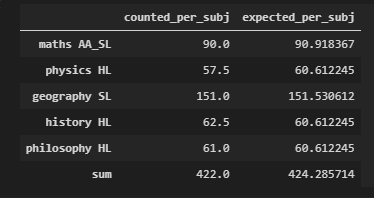 counted_per_subj expected_per_subj
maths AA_SL 90.0 90.918367
physics HL 57.5 60.612245
geography SL 151.0 151.530612
history HL 62.5 60.612245
philosophy HL 61.0 60.612245
sum 422.0 424.285714